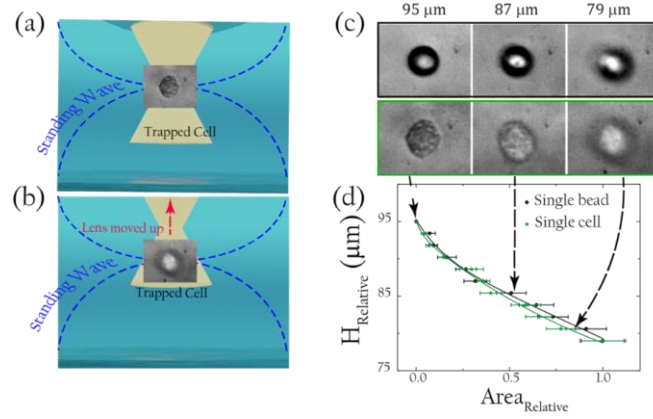 (a)
Standing Wave
Trapped Cell
(b)
Lens moved up
Standing Wave
Trapped Cell
(c)
95 μm 87 μm 79 μm
(d)
Single bead
Single cell
H_Relative (μm)
95
85
75
0.0 0.5 1.0
Area_Relative